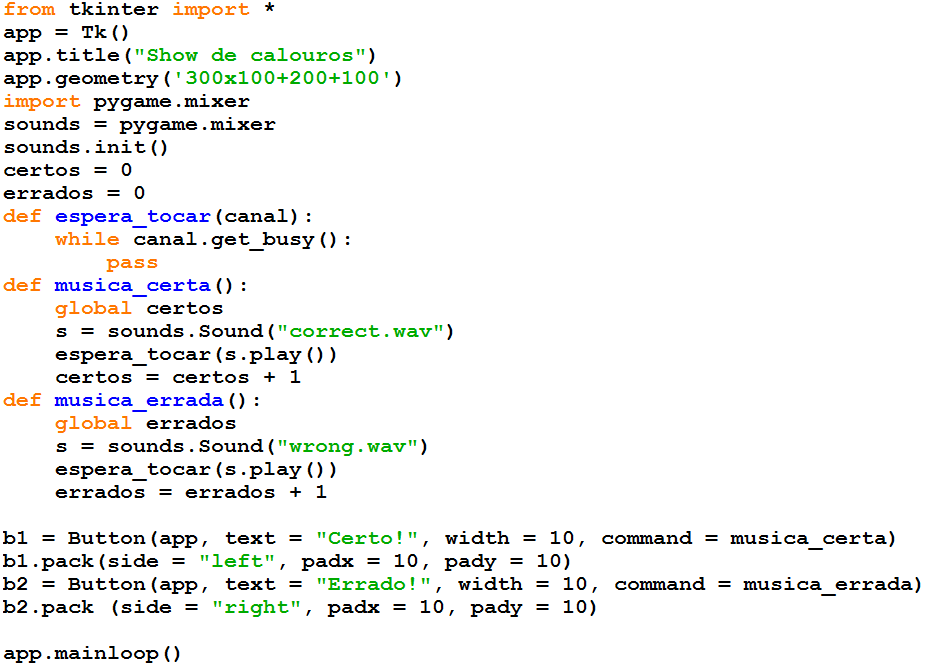 from tkinter import *
app = Tk()
app.title("Show de calouros")
app.geometry('300x100+200+100')
import pygame.mixer
sounds = pygame.mixer
sounds.init()
certos = 0
errados = 0
def espera_tocar(canal):
    while canal.get_busy():
        pass
def musica_certa():
    global certos
    s = sounds.Sound("correct.wav")
    espera_tocar(s.play())
    certos = certos + 1
def musica_errada():
    global errados
    s = sounds.Sound("wrong.wav")
    espera_tocar(s.play())
    errados = errados + 1

b1 = Button(app, text = "Certo!", width = 10, command = musica_certa)
b1.pack(side = "left", padx = 10, pady = 10)
b2 = Button(app, text = "Errado!", width = 10, command = musica_errada)
b2.pack (side = "right", padx = 10, pady = 10)

app.mainloop()